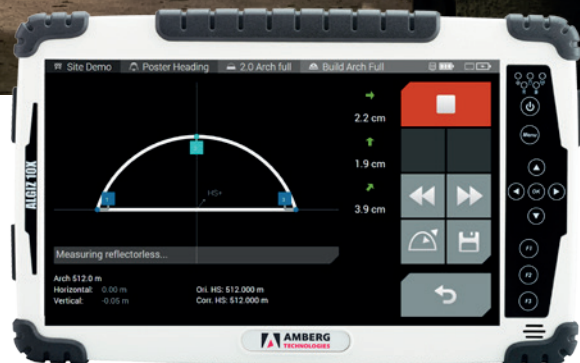 Site Demo Poster Heading 2.0 Arch full Build Arch Full
2.2 cm
1.9 cm
3.9 cm
HS+
1
2
Measuring reflectorless...
Arch 512.0 m
Horizontal: 0.00 m Ori. HS: 512.000 m
Vertical: -0.05 m Corr. HS: 512.000 m
ALGIZ 10X
Menu
OK
F1
F2
F3
AMBERG
TECHNOLOGIES